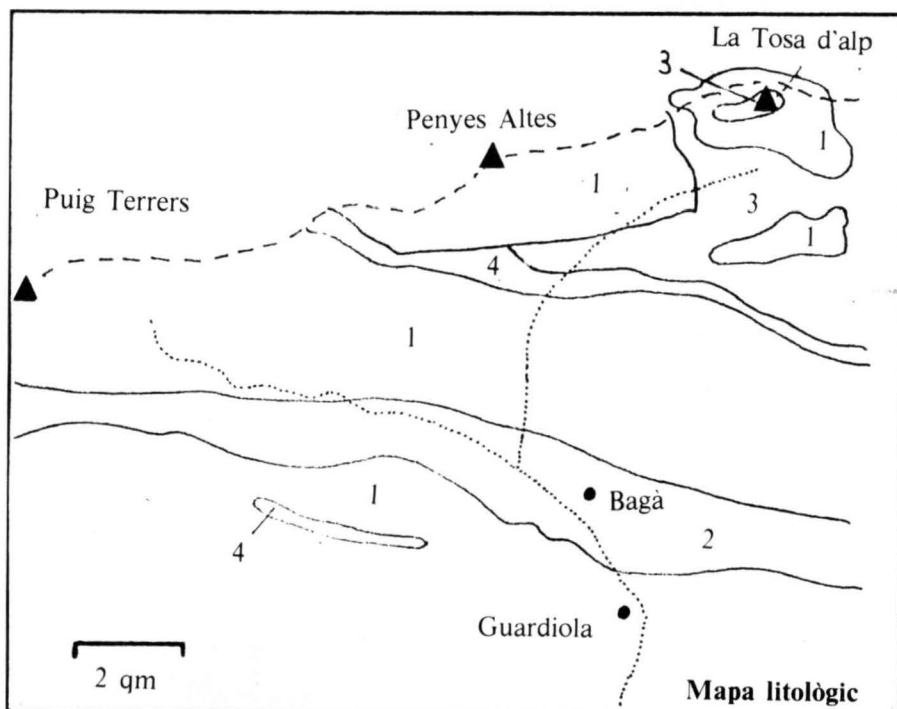 La Tosa d'alp
3
Penyes Altes
1
1
Puig Terrers
3
1
4
1
Bagà
1
2
4
Guardiola
2 qm
Mapa litològic